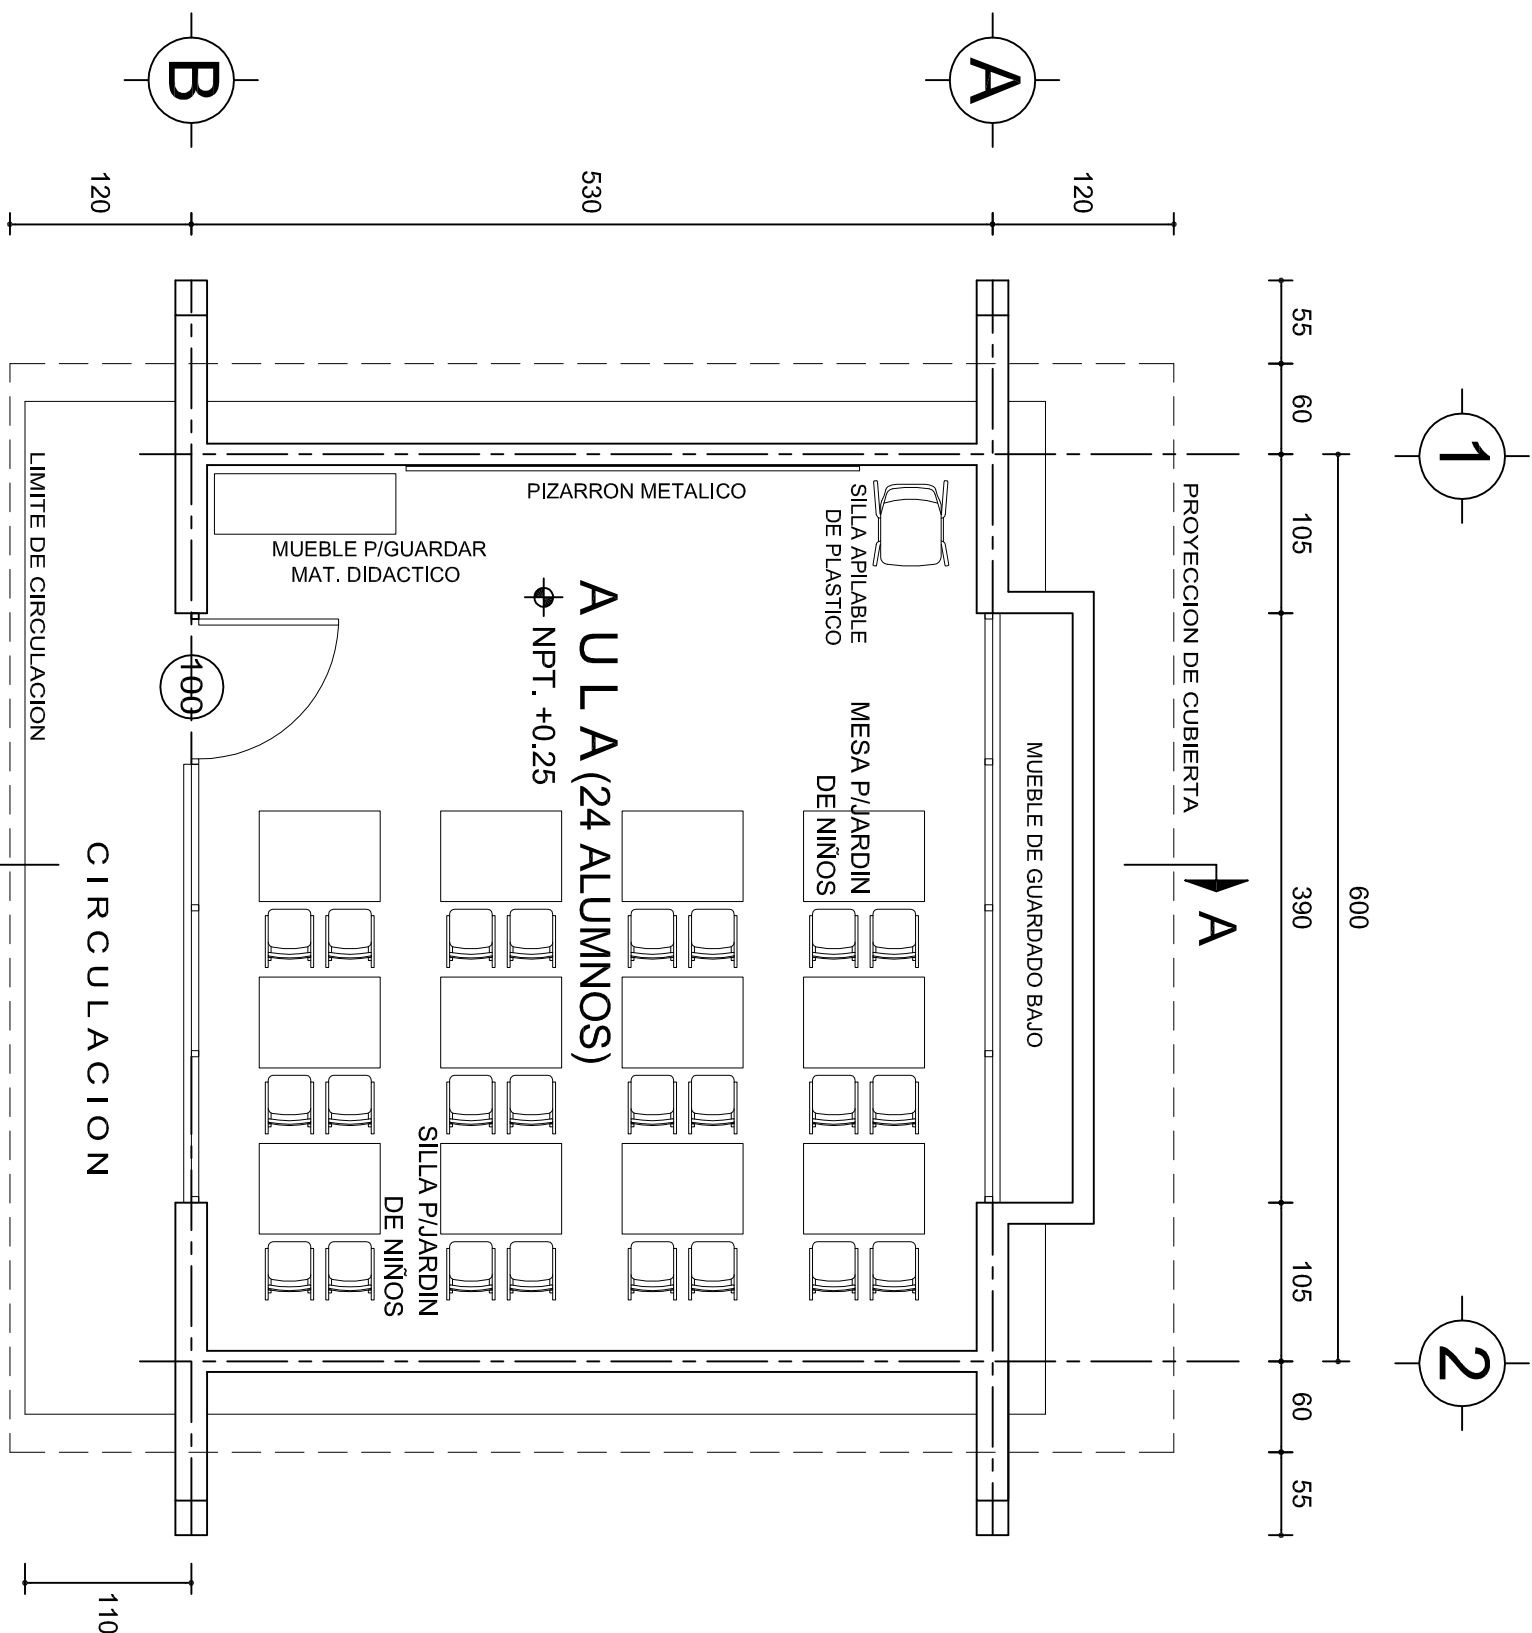 B
A
120
530
120
55
60
105
390
105
60
55
600
1
2
110
PROYECCION DE CUBIERTA
A
MUEBLE DE GUARDADO BAJO
PIZARRON METALICO
SILLA APILABLE
DE PLASTICO
MUEBLE P/GUARDAR
MAT. DIDACTICO
A U L A (24 ALUMNOS)
NPT. +0.25
MESA P/JARDIN
DE NIÑOS
SILLA P/JARDIN
DE NIÑOS
100
C I R C U L A C I O N
LIMITE DE CIRCULACION